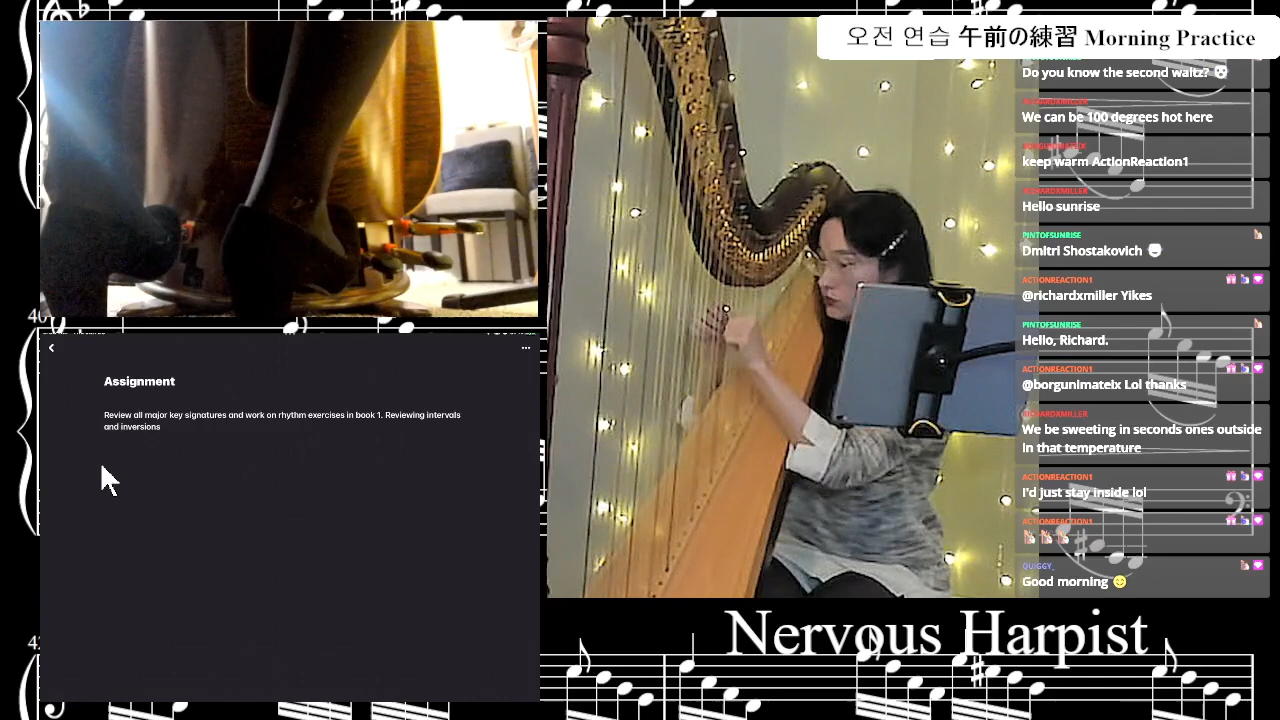 오전 연습 午前の練習 Morning Practice
Do you know the second waltz?
RICHARDXMILLER
We can be 100 degrees hot here
BORGUNIMATEIX
keep warm ActionReaction1
RICHARDXMILLER
Hello sunrise
PINTOFSUNRISE
Dmitri Shostakovich
ACTIONREACTION1
@richardxmiller Yikes
PINTOFSUNRISE
Hello, Richard.
ACTIONREACTION1
@borgunimateix Lol thanks
RICHARDXMILLER
We be sweeting in seconds ones outside
in that temperature
ACTIONREACTION1
I'd just stay inside lol
ACTIONREACTION1
QUIGGY_
Good morning
Assignment
Review all major key signatures and work on rhythm exercises in book 1. Reviewing intervals
and inversions
Nervous Harpist